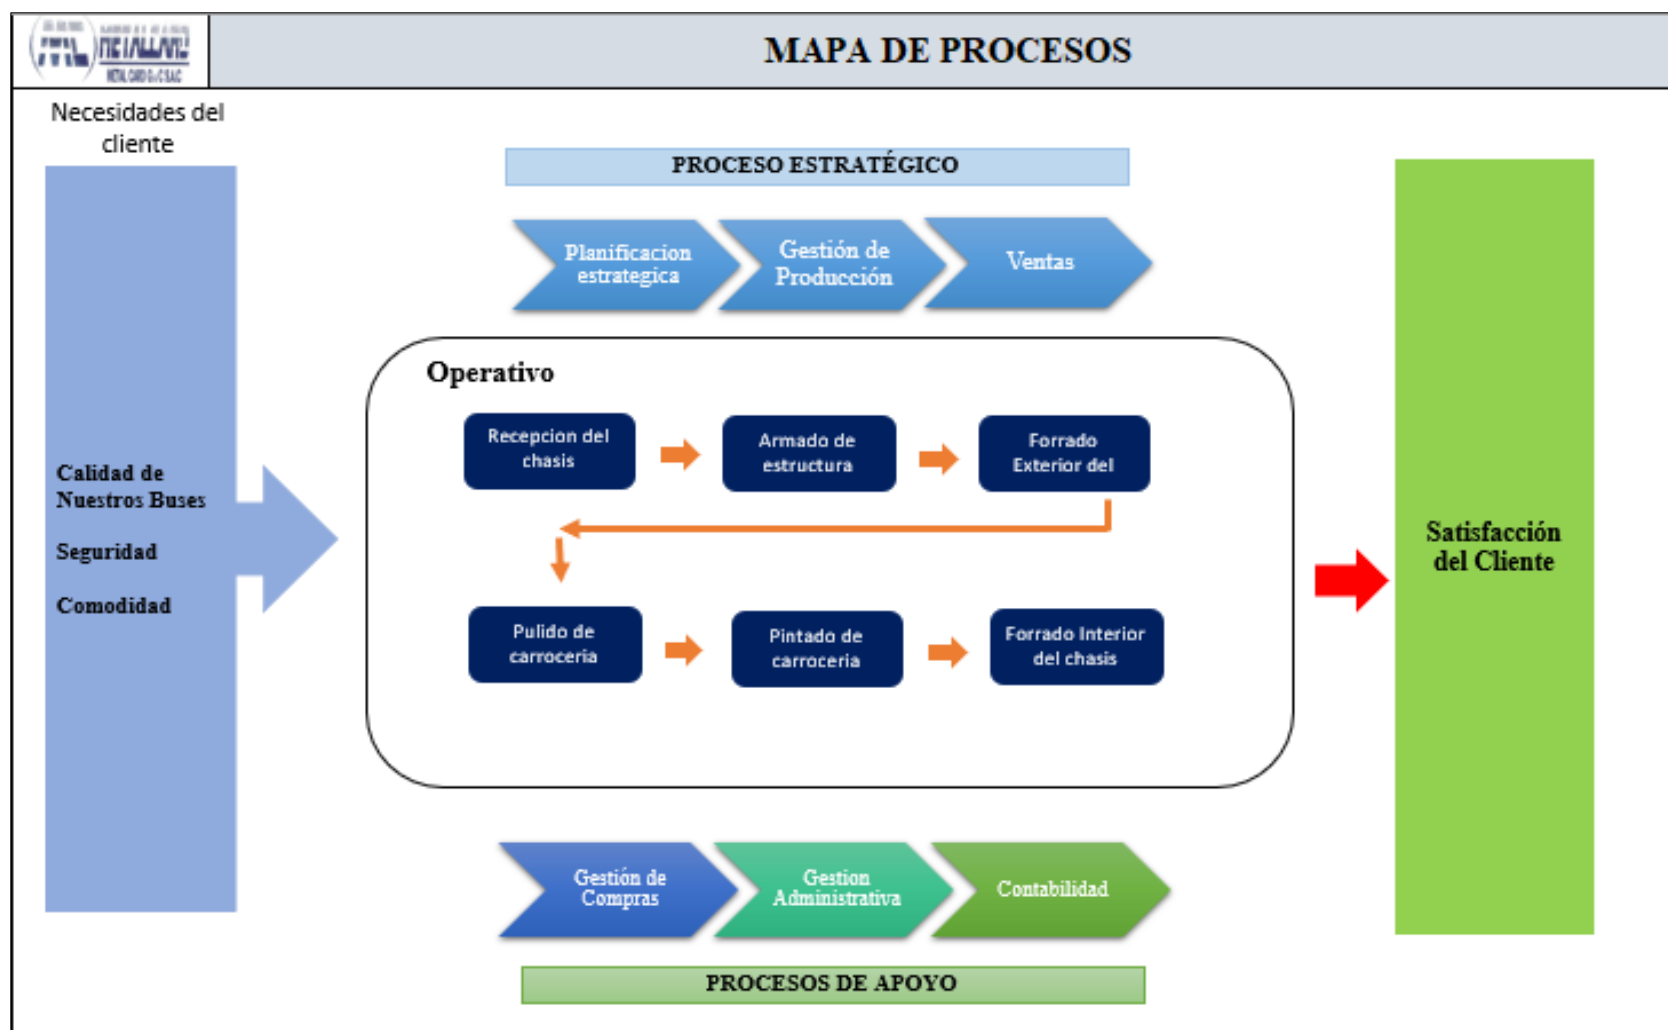 MAPA DE PROCESOS
Necesidades del
cliente
PROCESO ESTRATÉGICO
Planificacion
estrategica
Gestión de
Producción
Ventas
Operativo
Recepcion del
chasis
Armado de
estructura
Forrado
Exterior del
Calidad de
Nuestros Buses
Seguridad
Comodidad
Satisfacción
del Cliente
Pulido de
carroceria
Pintado de
carroceria
Forrado Interior
del chasis
Gestión de
Compras
Gestion
Administrativa
Contabilidad
PROCESOS DE APOYO